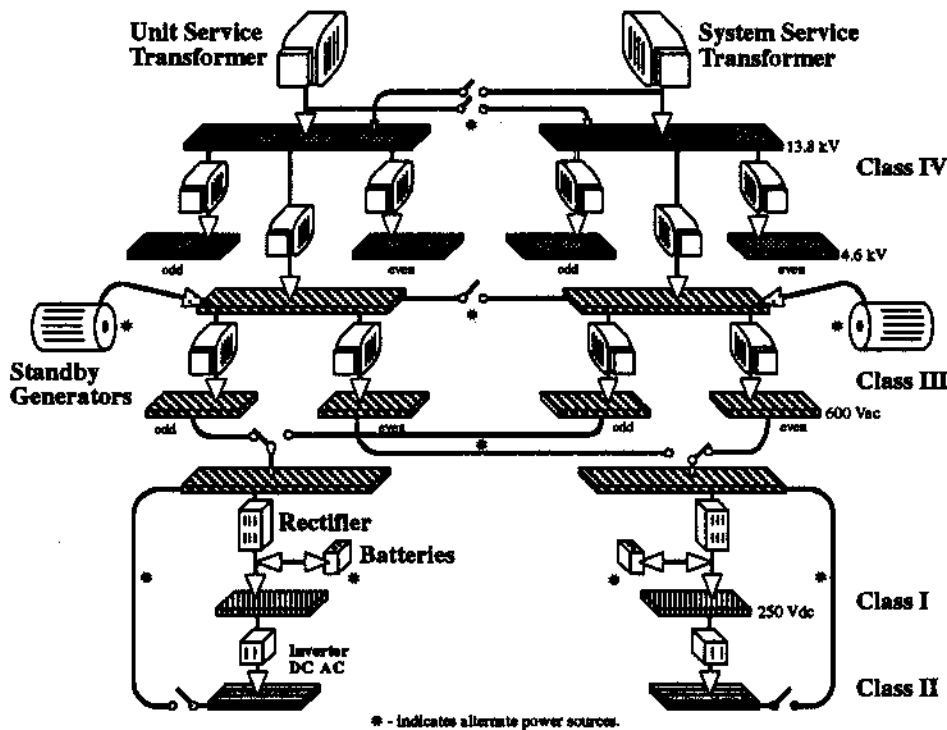 Unit Service
Transformer
System Service
Transformer
*
13.8 kV
Class IV
odd
even
odd
even
4.6 kV
*
*
*
Standby
Generators
Class III
odd
even
odd
even
600 Vac
*
Rectifier
Batteries
*
*
*
*
Class I
250 Vdc
Inverter
DC AC
Class II
* - indicates alternate power sources.